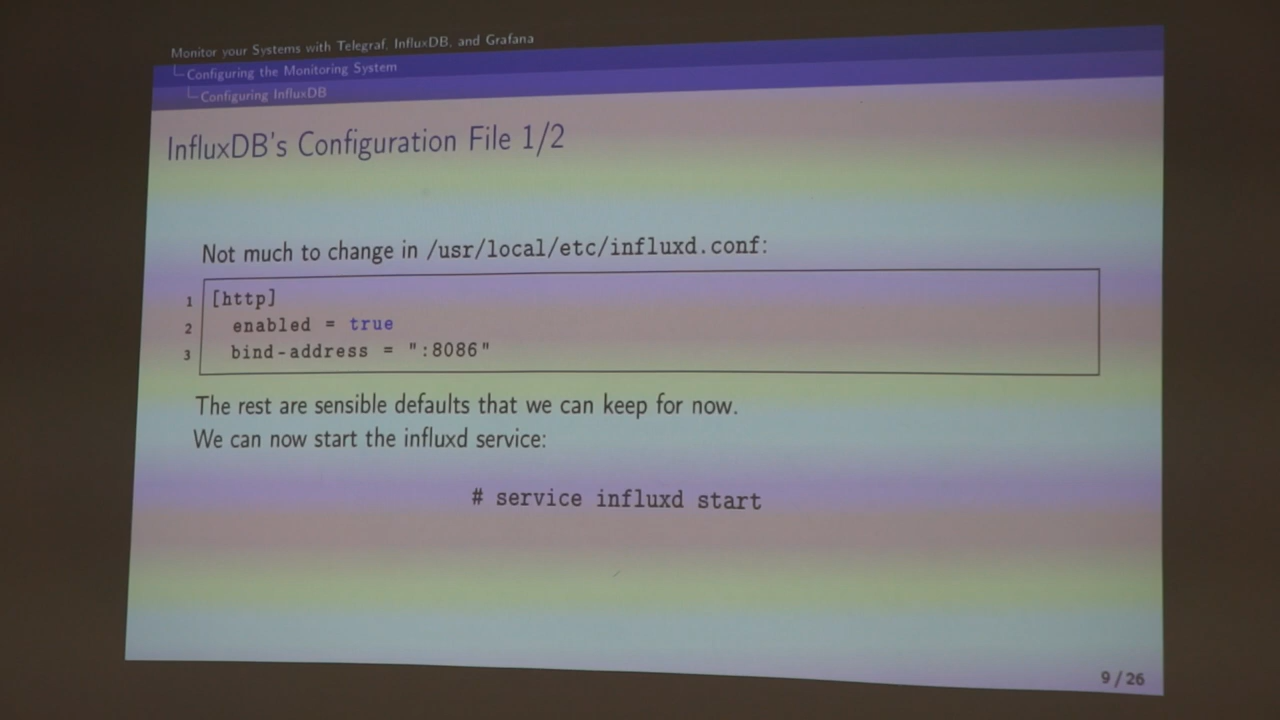 Monitor your Systems with Telegraf, InfluxDB, and Grafana
Configuring the Monitoring System
Configuring InfluxDB
InfluxDB's Configuration File 1/2
Not much to change in /usr/local/etc/influxd.conf:
1 [http]
2 enabled = true
3 bind-address = ":8086"
The rest are sensible defaults that we can keep for now.
We can now start the influxd service:
# service influxd start
9 / 26